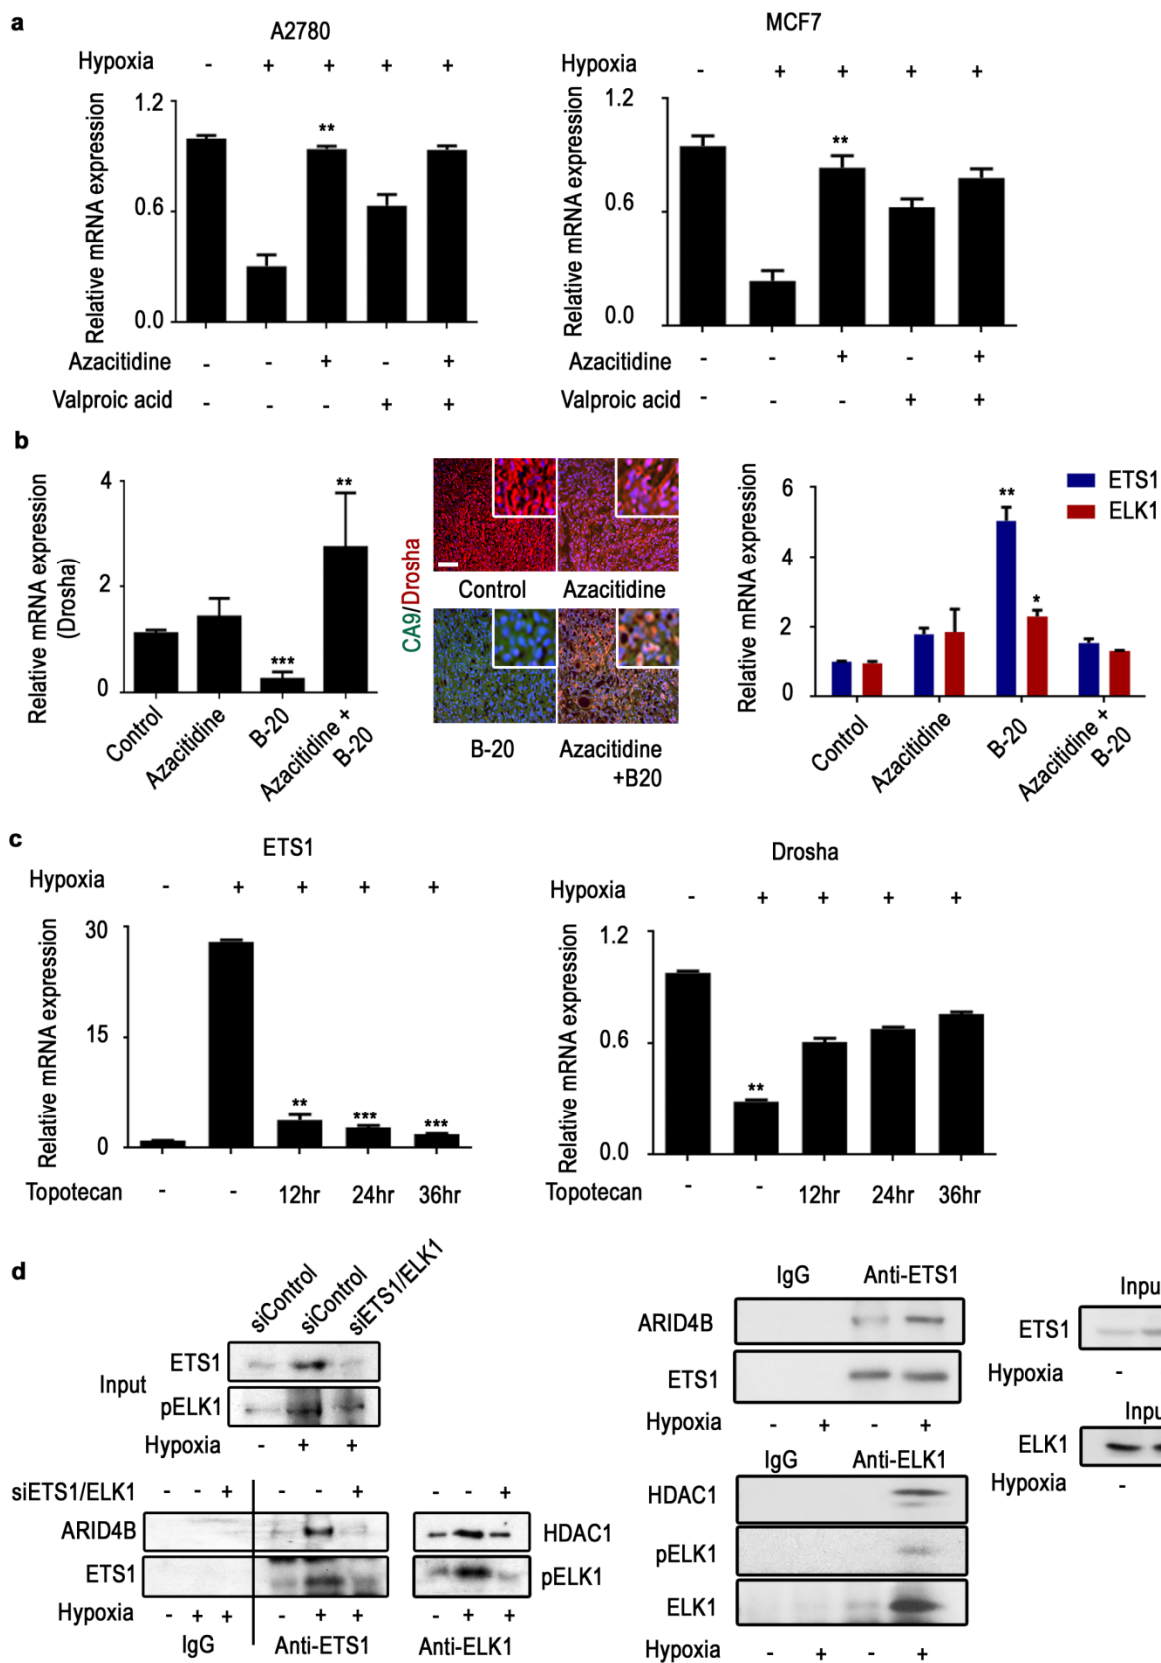 a
A2780
Hypoxia - + + + +
Relative mRNA expression
1.2
0.6
0.0
**
Azacitidine - - + - +
Valproic acid - - - + +
MCF7
Hypoxia - + + + +
Relative mRNA expression
1.2
0.6
0.0
**
Azacitidine - - + - +
Valproic acid - - - + +
b
Relative mRNA expression
(Drosha)
4
2
0
***
**
Control
Azacitidine
B-20
Azacitidine +
B-20
CA9/Drosha
Control
Azacitidine
B-20
Azacitidine
+B20
Relative mRNA expression
6
4
2
0
**
*
ETS1
ELK1
Control
Azacitidine
B-20
Azacitidine +
B-20
c
ETS1
Hypoxia - + + + +
Relative mRNA expression
30
15
0
**
***
***
Topotecan - - 12hr 24hr 36hr
Drosha
Hypoxia - + + + +
Relative mRNA expression
1.2
0.6
0.0
**
Topotecan - - 12hr 24hr 36hr
d
siControl
siControl
siETS1/ELK1
Input
ETS1
pELK1
Hypoxia - + +
siETS1/ELK1 - - + - - + - - +
ARID4B
HDAC1
ETS1
pELK1
Hypoxia - + + - + + - + +
IgG
Anti-ETS1
Anti-ELK1
IgG
Anti-ETS1
ARID4B
ETS1
Hypoxia - + - +
IgG
Anti-ELK1
HDAC1
pELK1
ELK1
Hypoxia - + - +
Inpu
ETS1
Hypoxia -
Inpu
ELK1
Hypoxia -